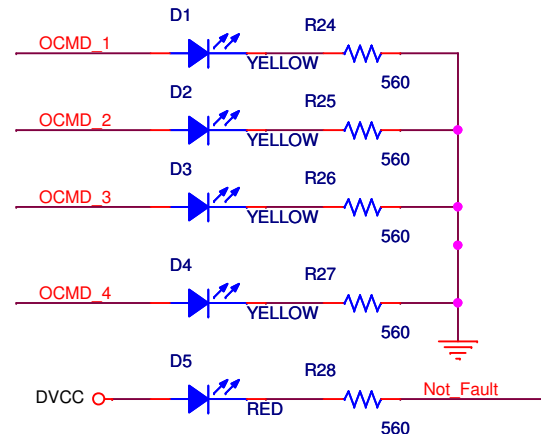 D1
R24
OCMD_1
YELLOW
560
D2
R25
OCMD_2
YELLOW
560
D3
R26
OCMD_3
YELLOW
560
D4
R27
OCMD_4
YELLOW
560
D5
R28
DVCC
Not_Fault
RED
560